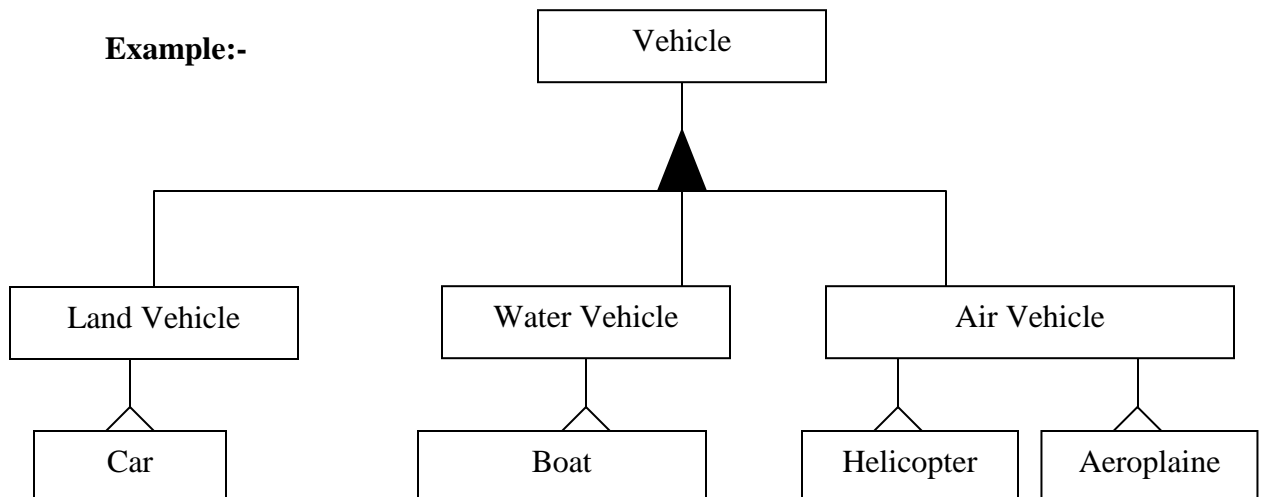 Example:-
Vehicle
Land Vehicle
Water Vehicle
Air Vehicle
Car
Boat
Helicopter
Aeroplaine